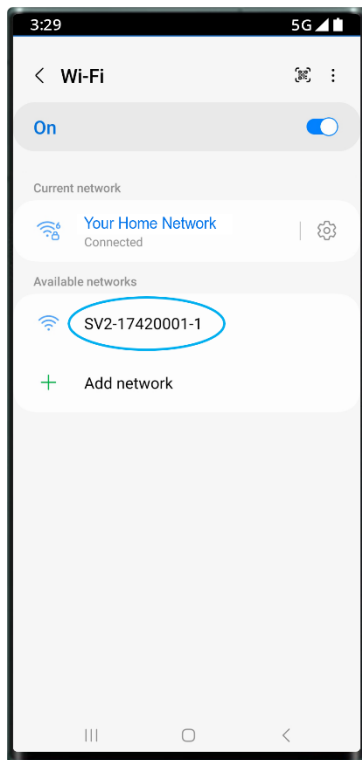 3:29 5G
Wi-Fi
On
Current network
Your Home Network
Connected
Available networks
SV2-17420001-1
Add network